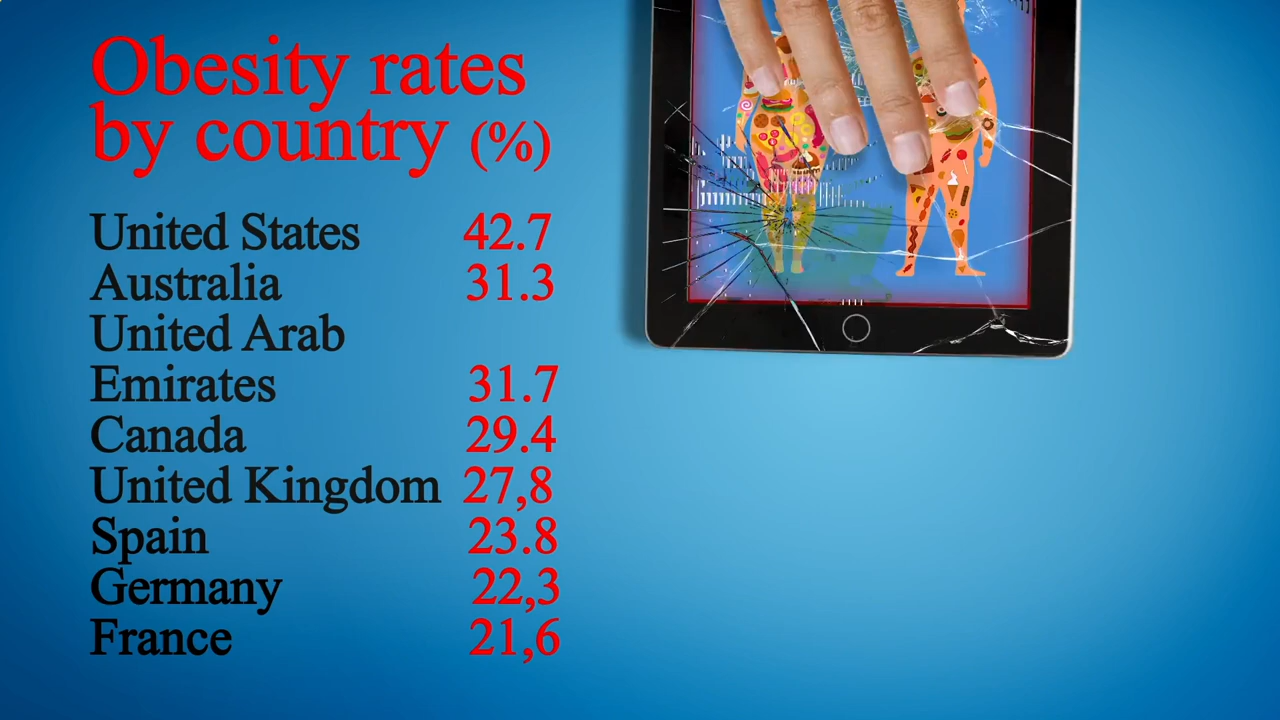 Obesity rates
by country (%)
United States 42.7
Australia 31.3
United Arab
Emirates 31.7
Canada 29.4
United Kingdom 27,8
Spain 23.8
Germany 22,3
France 21,6